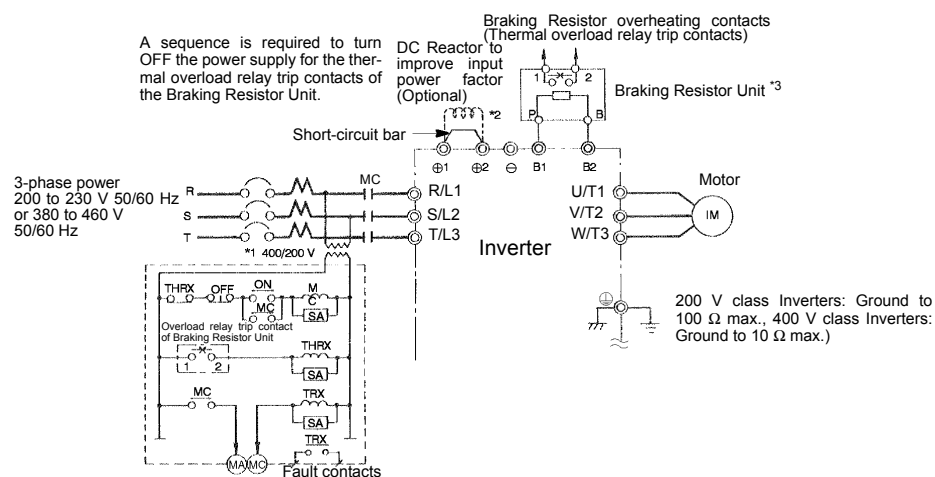 Braking Resistor overheating contacts
(Thermal overload relay trip contacts)
A sequence is required to turn
OFF the power supply for the ther-
mal overload relay trip contacts of
the Braking Resistor Unit.
DC Reactor to
improve input
power factor
(Optional)
1 2
Braking Resistor Unit *3
P B
*2
Short-circuit bar
⊕1 ⊕2 ⊖ B1 B2
3-phase power
200 to 230 V 50/60 Hz
or 380 to 460 V
50/60 Hz
R
S
T
MC
R/L1
S/L2
T/L3
U/T1
V/T2
W/T3
Motor
IM
Inverter
*1 400/200 V
THRX OFF ON
MC
M
C
SA
Overload relay trip contact
of Braking Resistor Unit
1 2
THRX
SA
MC
TRX
SA
TRX
MA MC
Fault contacts
200 V class Inverters: Ground to
100 Ω max., 400 V class Inverters:
Ground to 10 Ω max.)